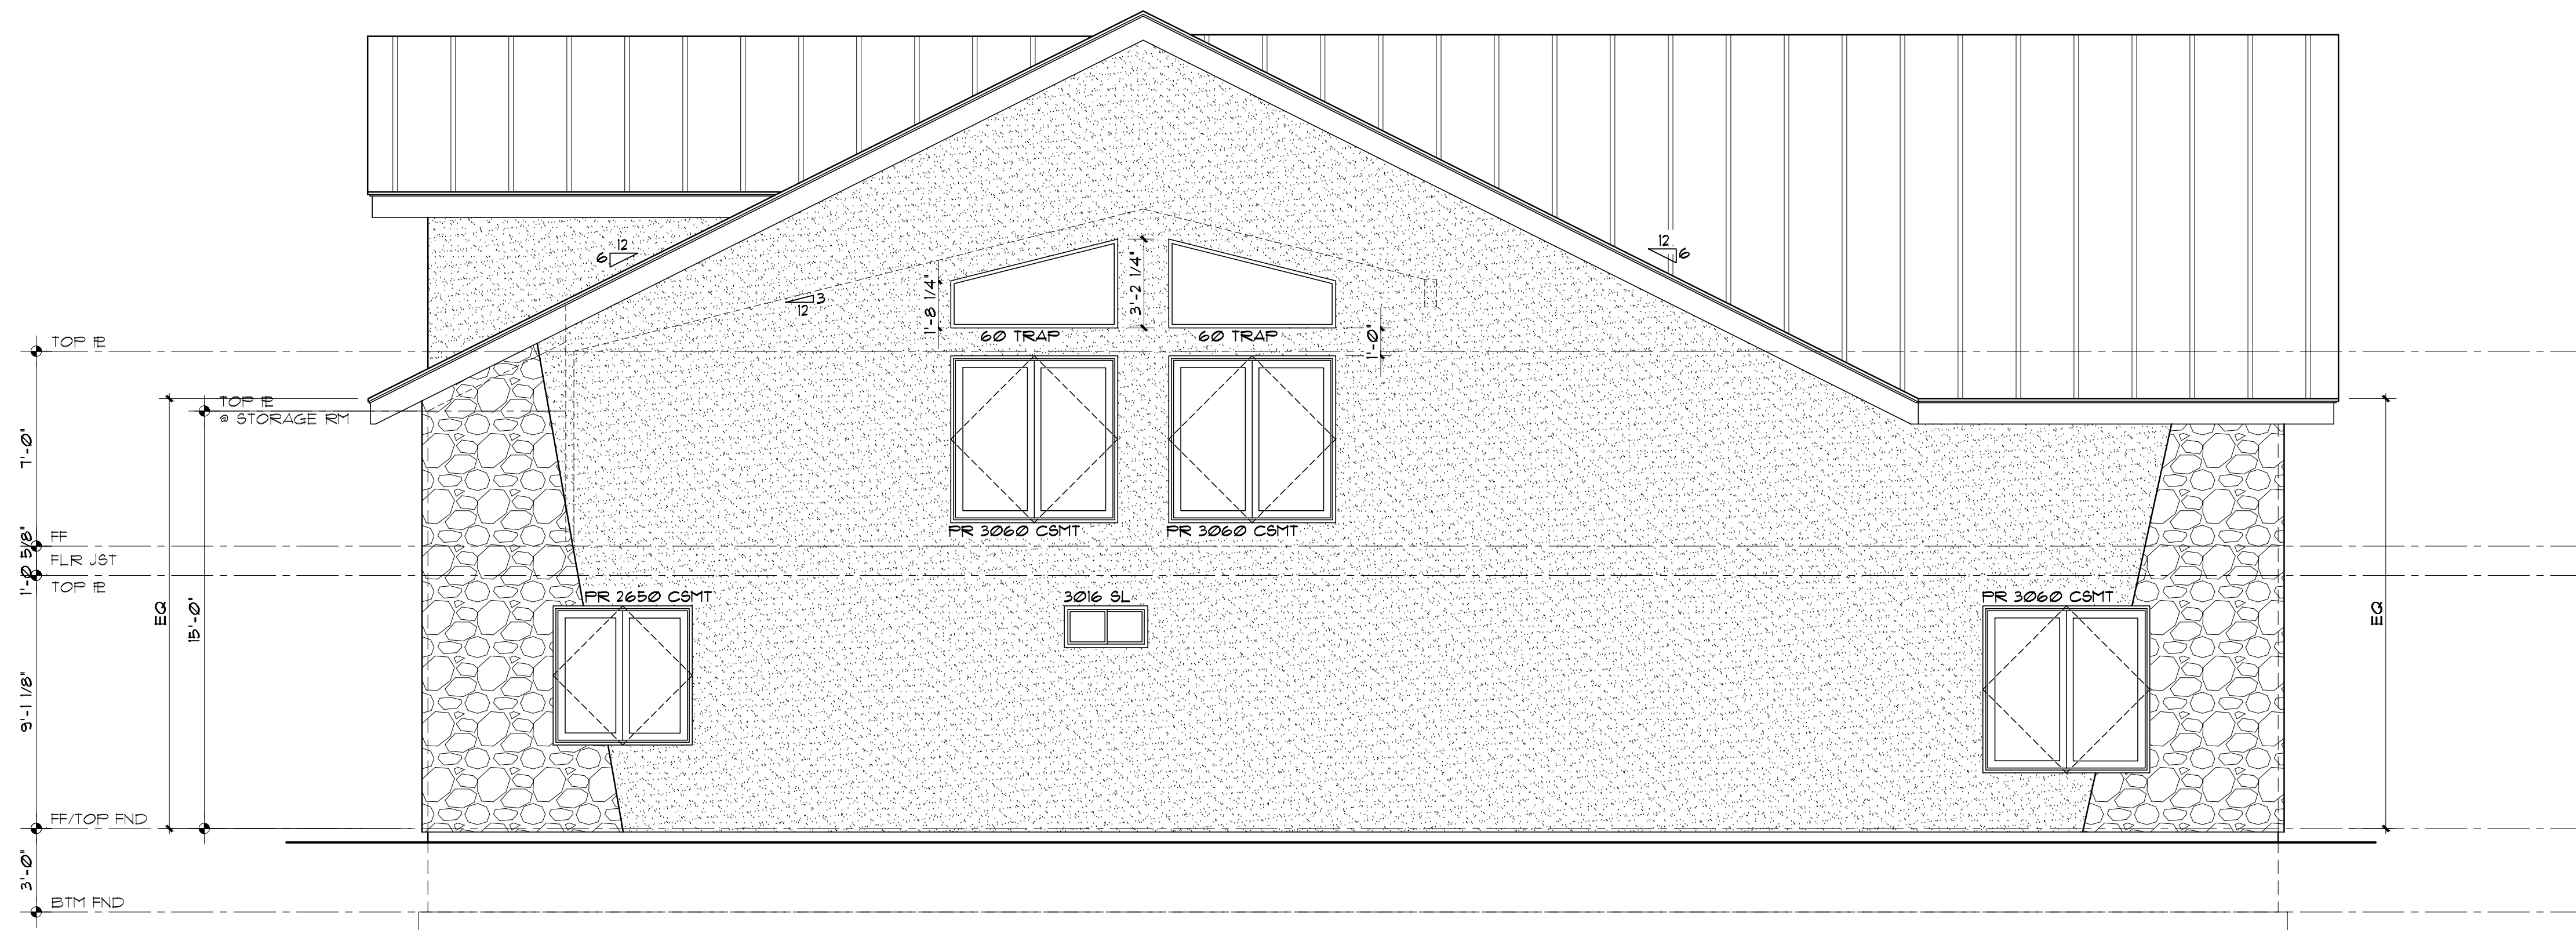 12
6
12
6
12
3
1'-8 1/4"
3'-2 1/4"
60 TRAP
60 TRAP
1'-0"
TOP PL
TOP PL
@ STORAGE RM
7'-0"
PR 3060 CSMT
PR 3060 CSMT
FF
1'-0 5/8"
FLR JST
TOP PL
PR 2650 CSMT
3016 SL
PR 3060 CSMT
EQ
15'-0"
EQ
9'-1 1/8"
FF/TOP FND
3'-0"
BTM FND